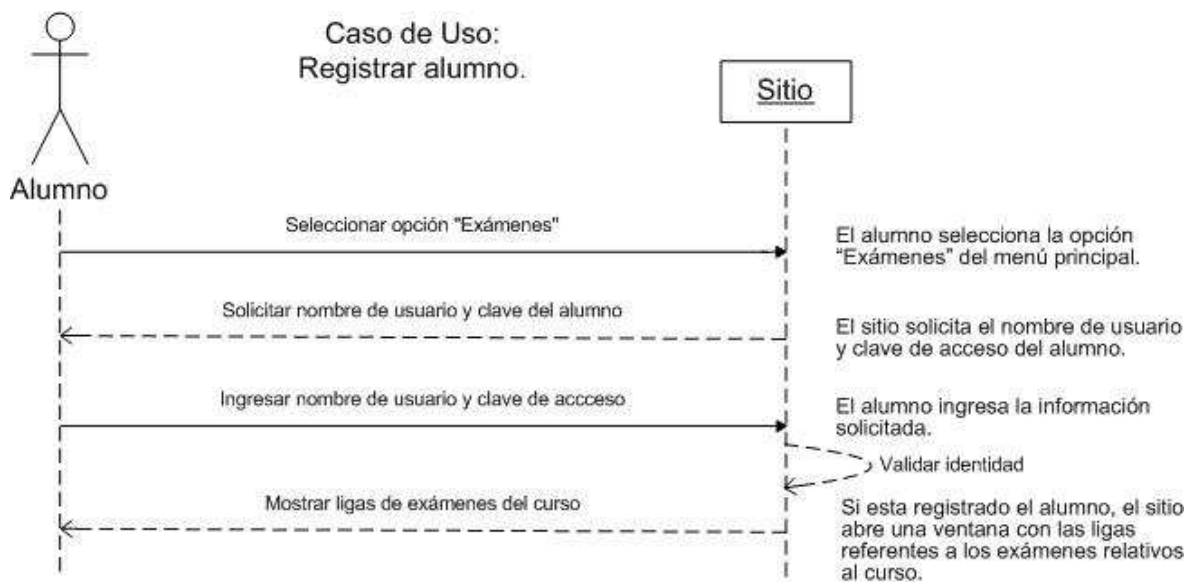 Caso de Uso:
Registrar alumno.
Sitio
Alumno
Seleccionar opción "Exámenes"
El alumno selecciona la opción
“Exámenes” del menú principal.
Solicitar nombre de usuario y clave del alumno
El sitio solicita el nombre de usuario
y clave de acceso del alumno.
Ingresar nombre de usuario y clave de accceso
El alumno ingresa la información
solicitada.
Validar identidad
Mostrar ligas de exámenes del curso
Si esta registrado el alumno, el sitio
abre una ventana con las ligas
referentes a los exámenes relativos
al curso.